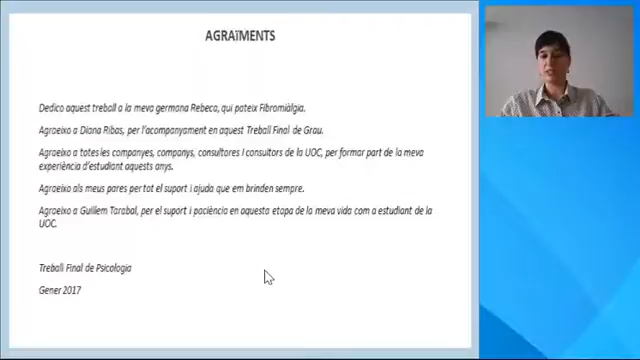 AGRAÏMENTS
Dedico aquest treball a la meva germana Rebeca, qui pateix Fibromiàlgia.
Agraeixo a Diana Ribas, per l'acompanyament en aquest Treball Final de Grau.
Agraeixo a totes les companyes, companys, consultores i consultors de la UOC, per formar part de la meva
experiència d'estudiant aquests anys.
Agraeixo als meus pares per tot el suport i ajuda que em brinden sempre.
Agraeixo a Guillem Tarabal, per el suport i paciència en aquesta etapa de la meva vida com a estudiant de la
UOC.
Treball Final de Psicologia
Gener 2017